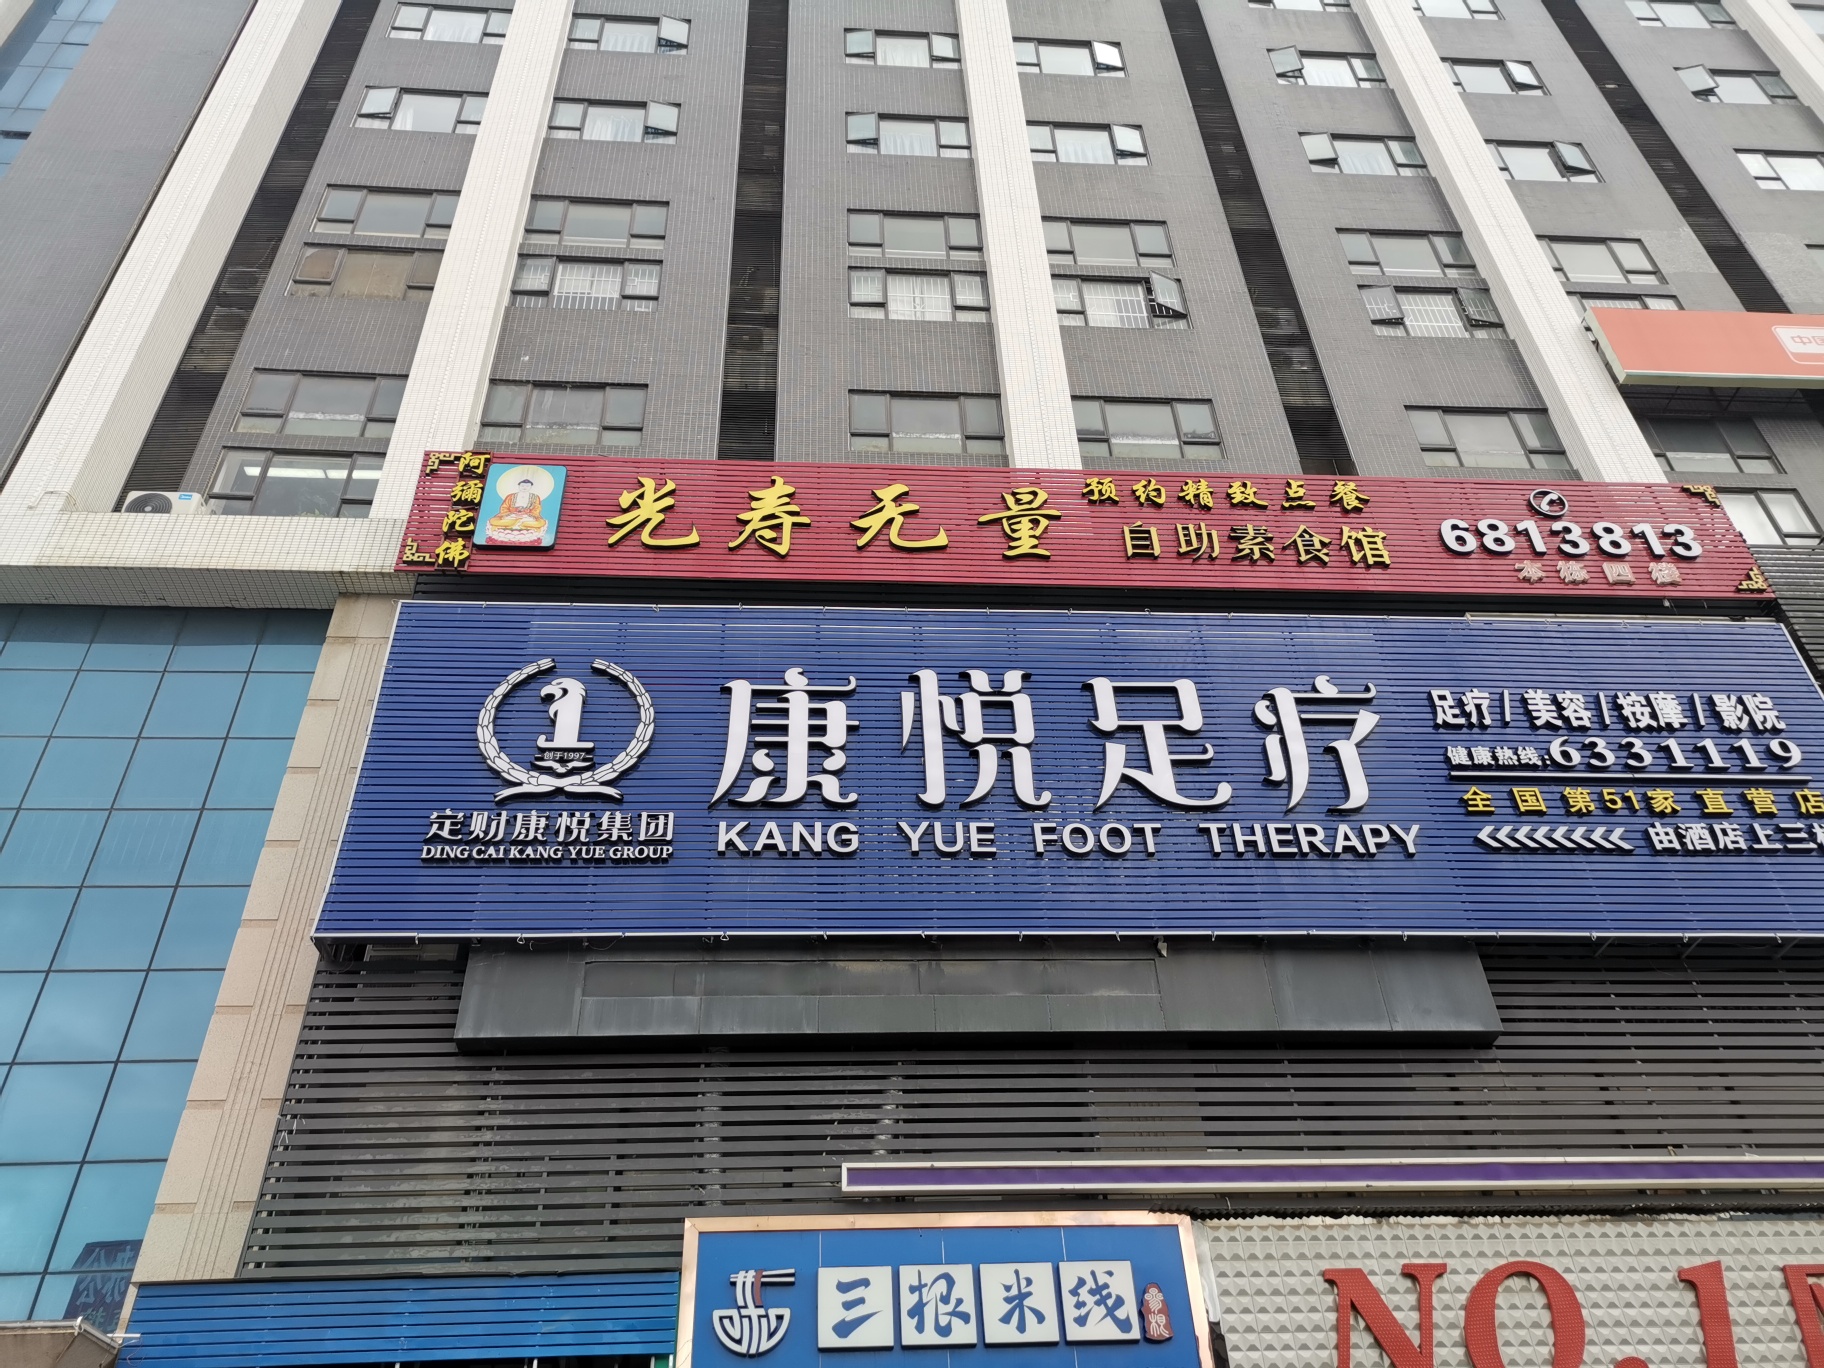 阿彌陀佛
光寿无量
预约精致点餐
自助素食馆
6813813
本栋四楼
中国
创于1997
定财康悦集团
DING CAI KANG YUE GROUP
康悦足疗
KANG YUE FOOT THERAPY
足疗/美容/按摩/影院
健康热线:6331119
全国第51家直营店
由酒店上三
三根米线
NO.1